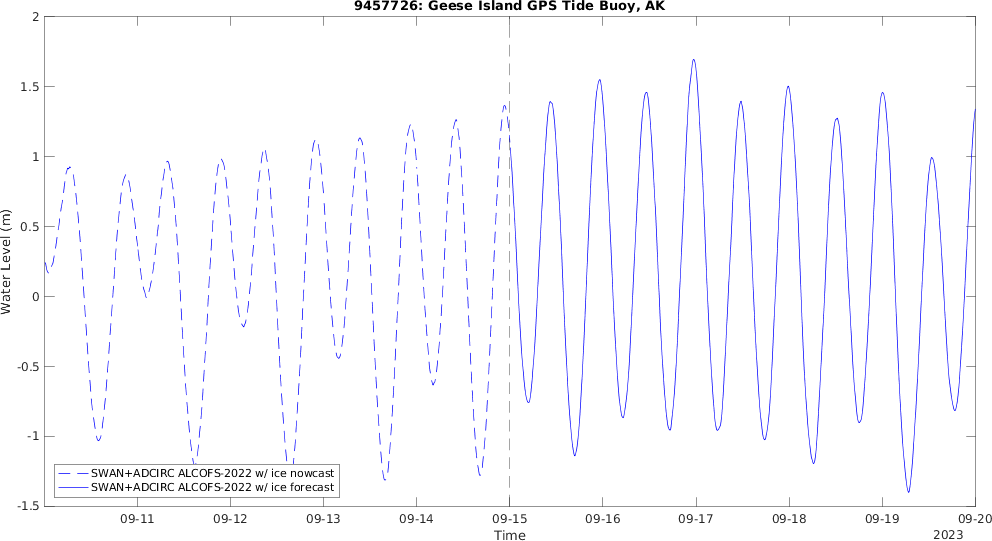 9457726: Geese Island GPS Tide Buoy, AK
2
1.5
1
0.5
0
-0.5
-1
-1.5
Water Level (m)
SWAN+ADCIRC ALCOFS-2022 w/ ice nowcast
SWAN+ADCIRC ALCOFS-2022 w/ ice forecast
09-11 09-12 09-13 09-14 09-15 09-16 09-17 09-18 09-19 09-20
Time
2023